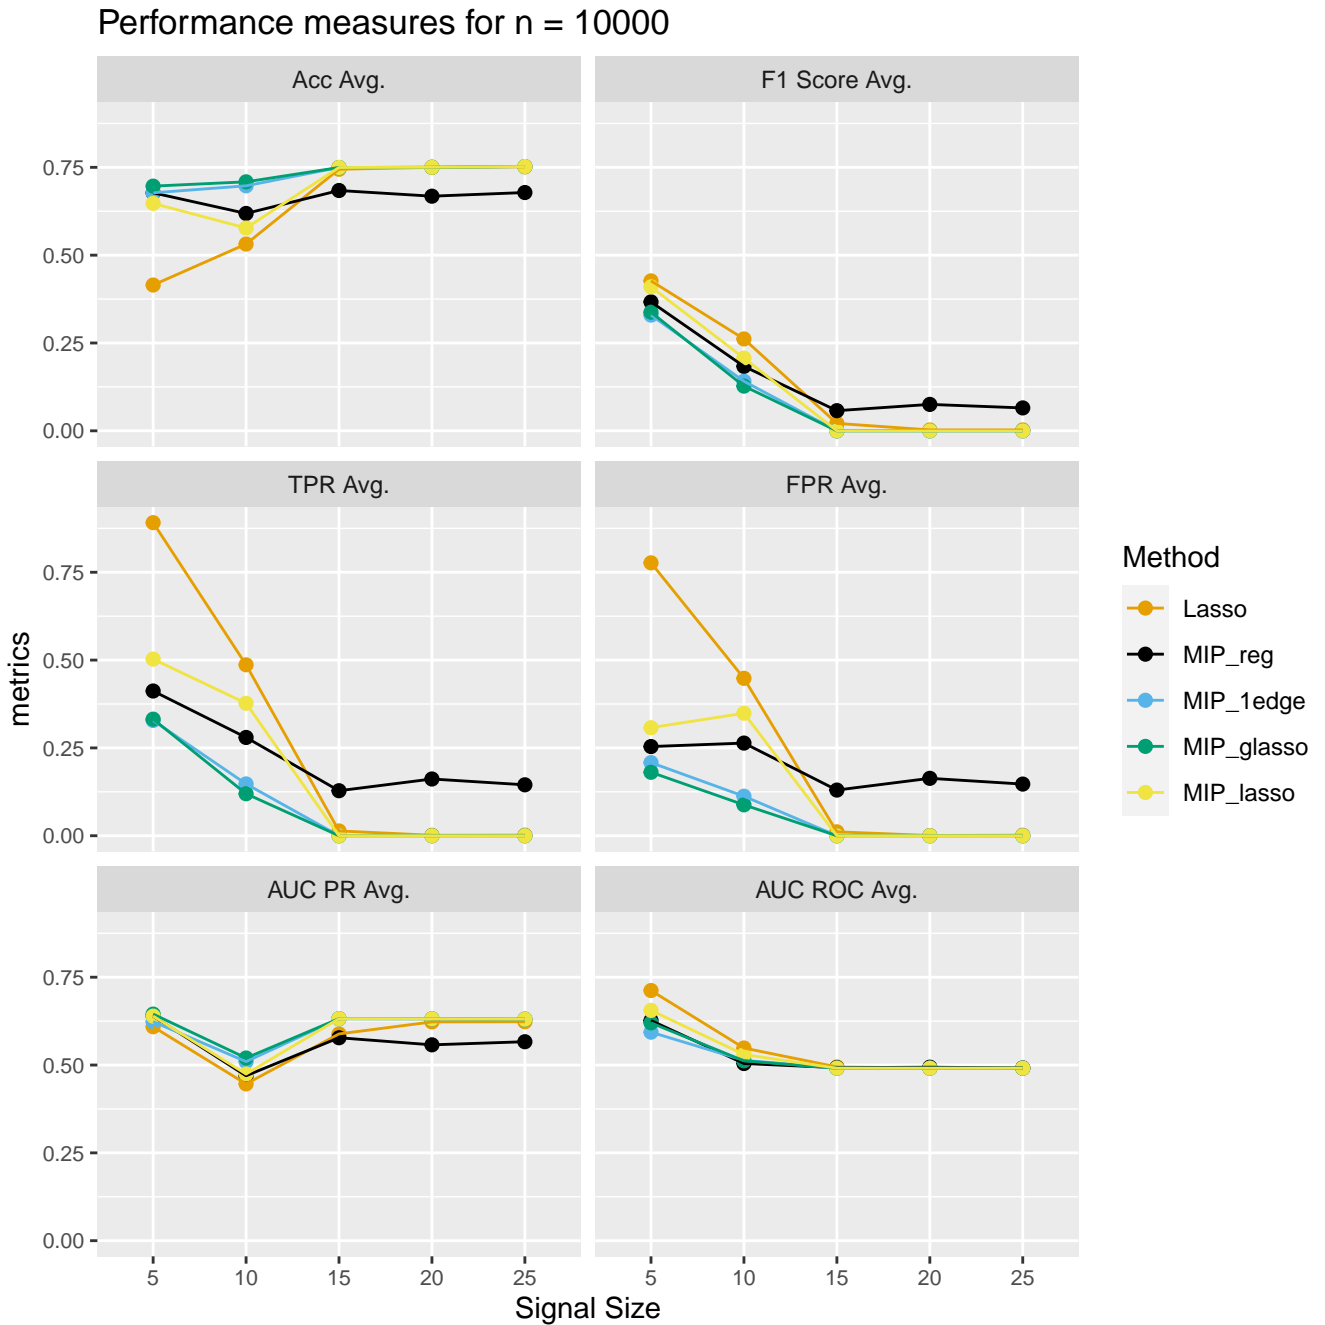 Performance measures for n = 10000
Acc Avg.
F1 Score Avg.
0.75
0.50
0.25
0.00
TPR Avg.
FPR Avg.
0.75
0.50
0.25
0.00
AUC PR Avg.
AUC ROC Avg.
0.75
0.50
0.25
0.00
5 10 15 20 25
5 10 15 20 25
Signal Size
metrics
Method
Lasso
MIP_reg
MIP_1edge
MIP_glasso
MIP_lasso